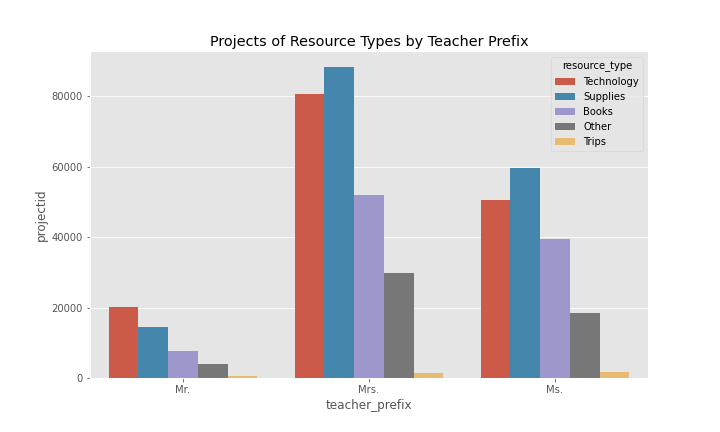 Projects of Resource Types by Teacher Prefix
resource_type
Technology
Supplies
Books
Other
Trips
projectid
80000
60000
40000
20000
0
Mr.
Mrs.
Ms.
teacher_prefix